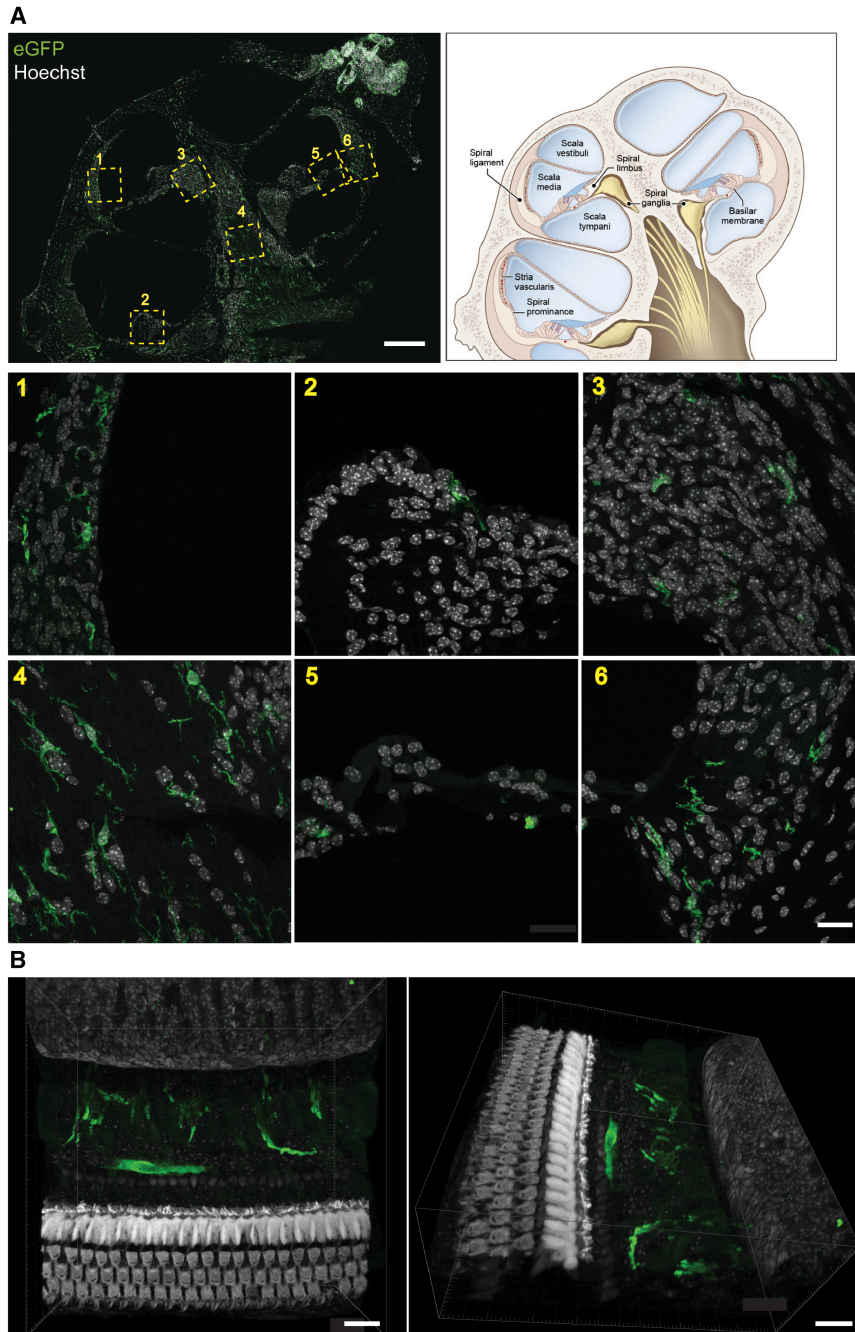 A
eGFP
Hoechst
1
2
3
4
5
6
Spiral
ligament
Scala
vestibuli
Scala
media
Spiral
limbus
Spiral
ganglia
Scala
tympani
Basilar
membrane
Stria
vascularis
Spiral
prominance
1
2
3
4
5
6
B